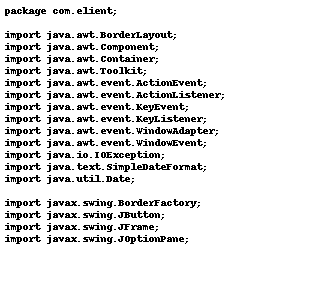 package com.elient;

import java.awt.BorderLayout;
import java.awt.Component;
import java.awt.Container;
import java.awt.Toolkit;
import java.awt.event.ActionEvent;
import java.awt.event.ActionListener;
import java.awt.event.KeyEvent;
import java.awt.event.KeyListener;
import java.awt.event.WindowAdapter;
import java.awt.event.WindowEvent;
import java.io.IOException;
import java.text.SimpleDateFormat;
import java.util.Date;

import javax.swing.BorderFactory;
import javax.swing.JButton;
import javax.swing.JFrame;
import javax.swing.JOptionPane;